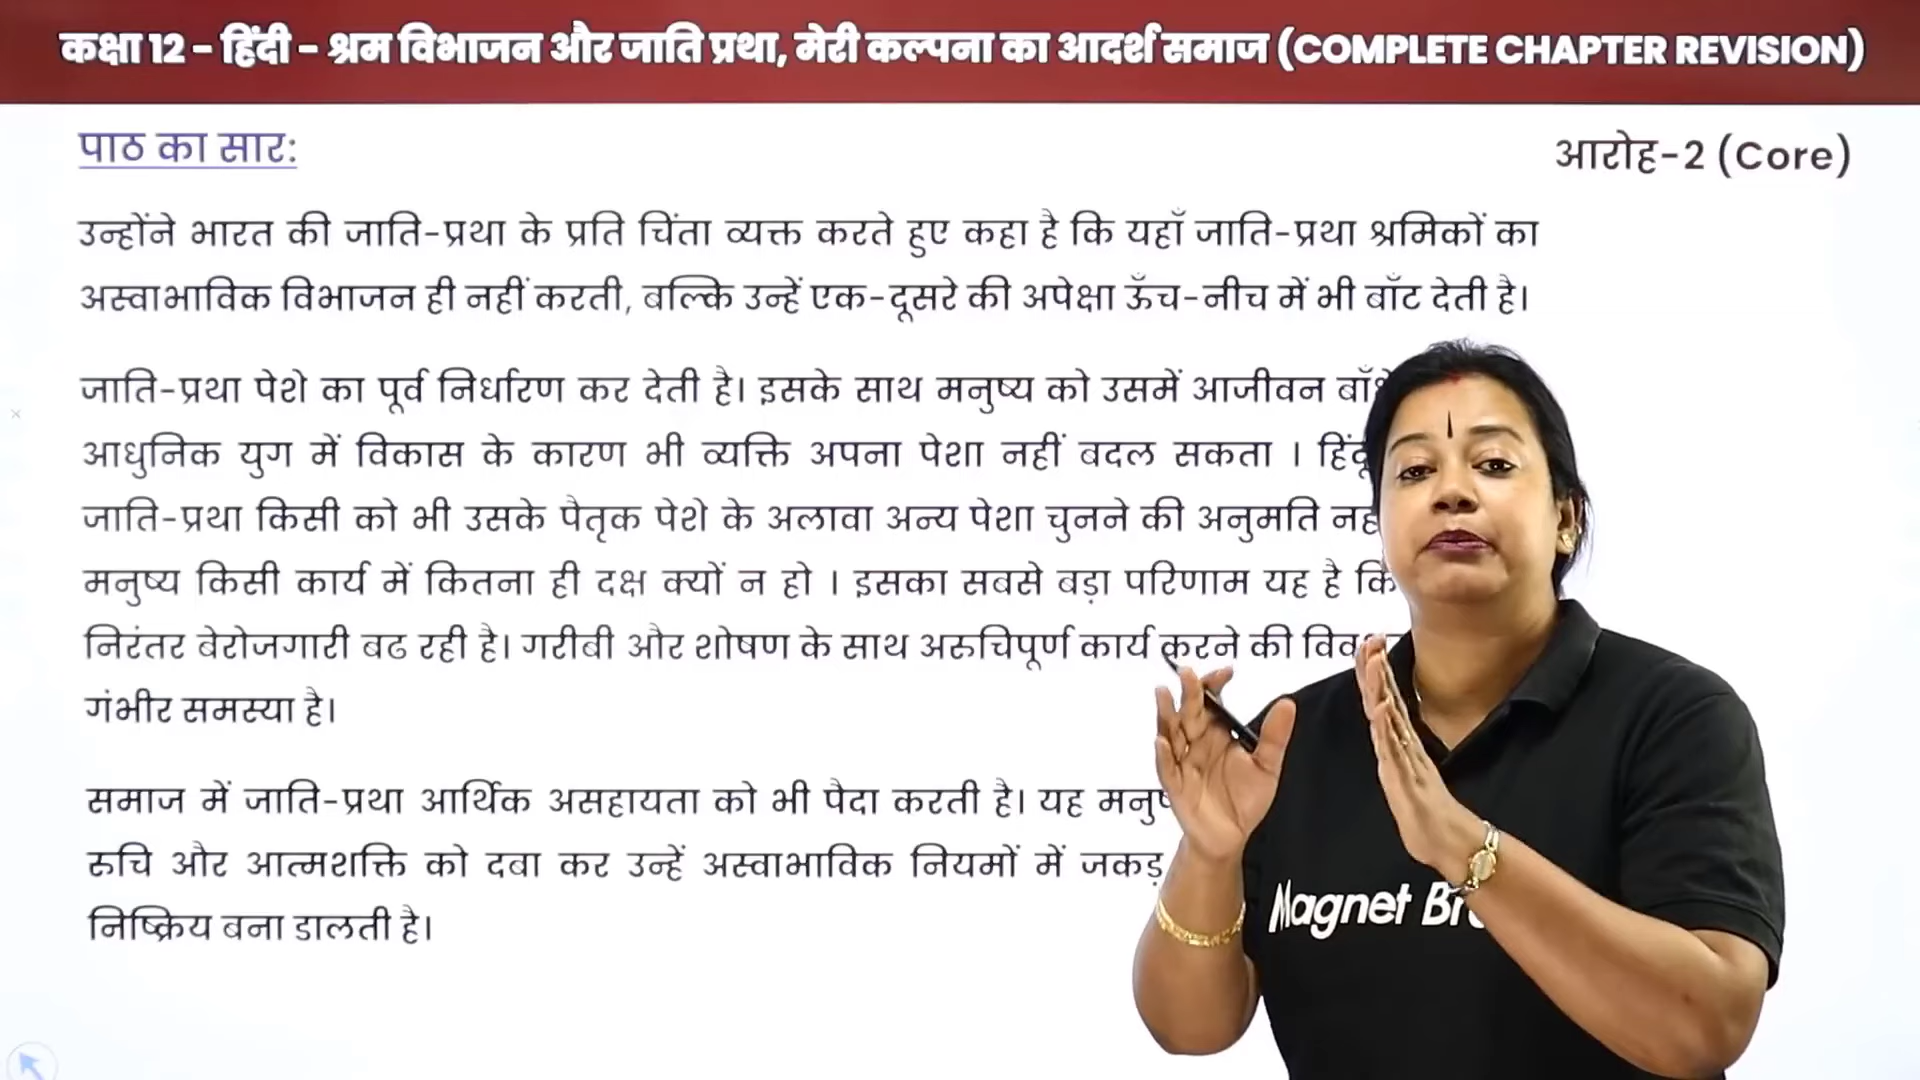 कक्षा 12 - हिंदी - श्रम विभाजन और जाति प्रथा, मेरी कल्पना का आदर्श समाज (COMPLETE CHAPTER REVISION)
पाठ का सार:
आरोह-2 (Core)
उन्होंने भारत की जाति-प्रथा के प्रति चिंता व्यक्त करते हुए कहा है कि यहाँ जाति-प्रथा श्रमिकों का
अस्वाभाविक विभाजन ही नहीं करती, बल्कि उन्हें एक-दूसरे की अपेक्षा ऊँच-नीच में भी बाँट देती है।
जाति-प्रथा पेशे का पूर्व निर्धारण कर देती है। इसके साथ मनुष्य को उसमें आजीवन
आधुनिक युग में विकास के कारण भी व्यक्ति अपना पेशा नहीं बदल सकता ।
जाति-प्रथा किसी को भी उसके पैतृक पेशे के अलावा अन्य पेशा चुनने की अनुमति
मनुष्य किसी कार्य में कितना ही दक्ष क्यों न हो । इसका सबसे बड़ा परिणाम यह है कि
निरंतर बेरोजगारी बढ रही है। गरीबी और शोषण के साथ अरुचिपूर्ण कार्य करने की
गंभीर समस्या है।
समाज में जाति-प्रथा आर्थिक असहायता को भी पैदा करती है। यह
रुचि और आत्मशक्ति को दबा कर उन्हें अस्वाभाविक नियमों में जकड़
निष्क्रिय बना डालती है।
Magnet